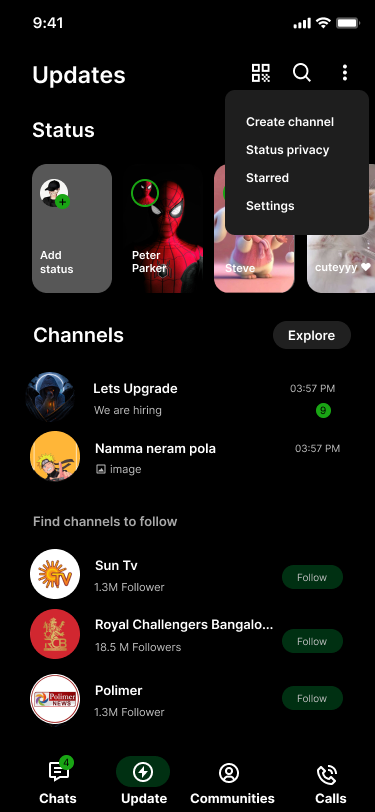 9:41
Updates
Create channel
Status privacy
Starred
Settings
Status
Add
status
Peter
Parker
Steve
cuteyyy ❤
Channels
Explore
Lets Upgrade
03:57 PM
We are hiring
9
Namma neram pola
03:57 PM
image
Find channels to follow
Sun Tv
1.3M Follower
Follow
TV
Royal Challengers Bangalo...
18.5 M Followers
Follow
Polimer
1.3M Follower
Follow
Polimer
NEWS
4
Chats
Update
Communities
Calls